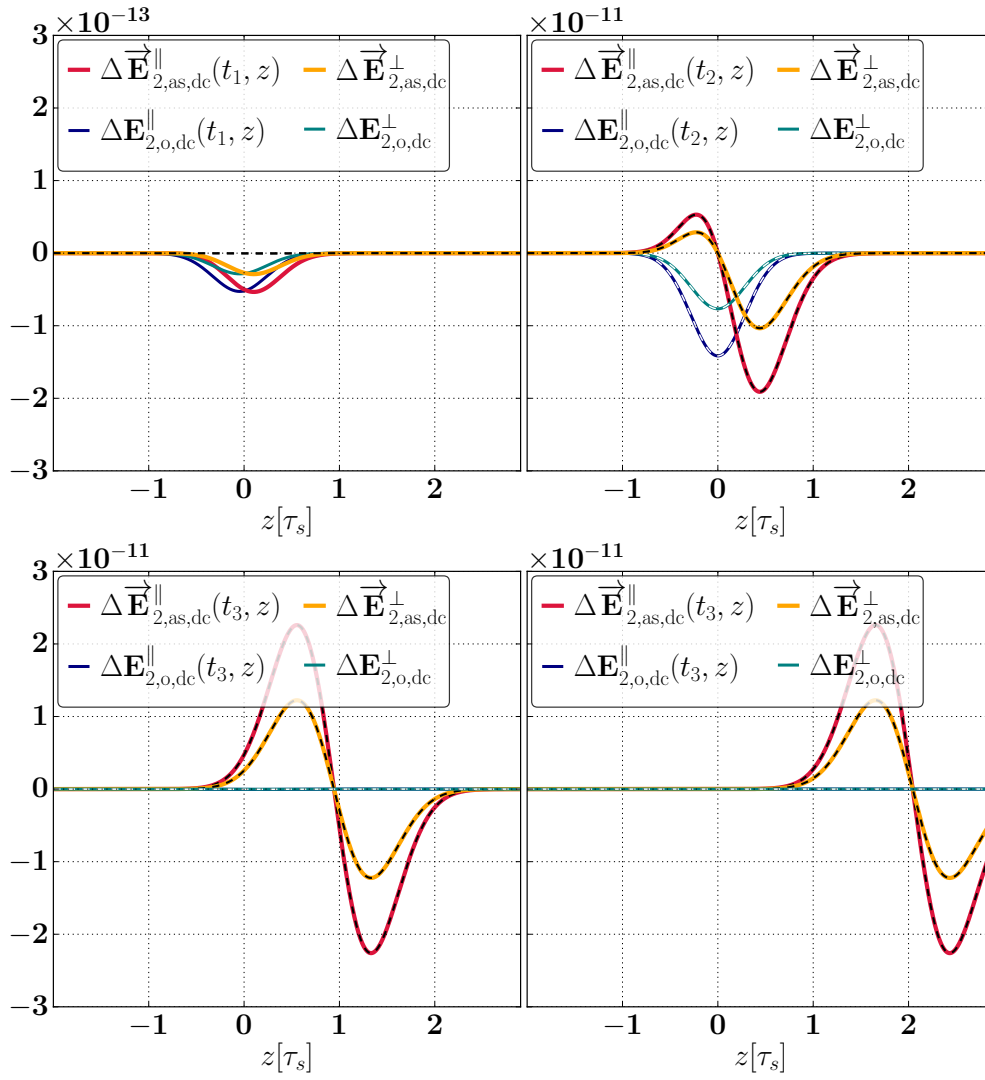 ×10⁻¹³
3
2
1
0
−1
−2
−3
ΔE⃗∥2,as,dc(t₁, z) ΔE⃗⊥2,as,dc
ΔE∥2,o,dc(t₁, z) ΔE⊥2,o,dc
−1 0 1 2
z[τₛ]
×10⁻¹¹
ΔE⃗∥2,as,dc(t₂, z) ΔE⃗⊥2,as,dc
ΔE∥2,o,dc(t₂, z) ΔE⊥2,o,dc
−1 0 1 2
z[τₛ]
×10⁻¹¹
3
2
1
0
−1
−2
−3
ΔE⃗∥2,as,dc(t₃, z) ΔE⃗⊥2,as,dc
ΔE∥2,o,dc(t₃, z) ΔE⊥2,o,dc
−1 0 1 2
z[τₛ]
×10⁻¹¹
ΔE⃗∥2,as,dc(t₃, z) ΔE⃗⊥2,as,dc
ΔE∥2,o,dc(t₃, z) ΔE⊥2,o,dc
−1 0 1 2
z[τₛ]